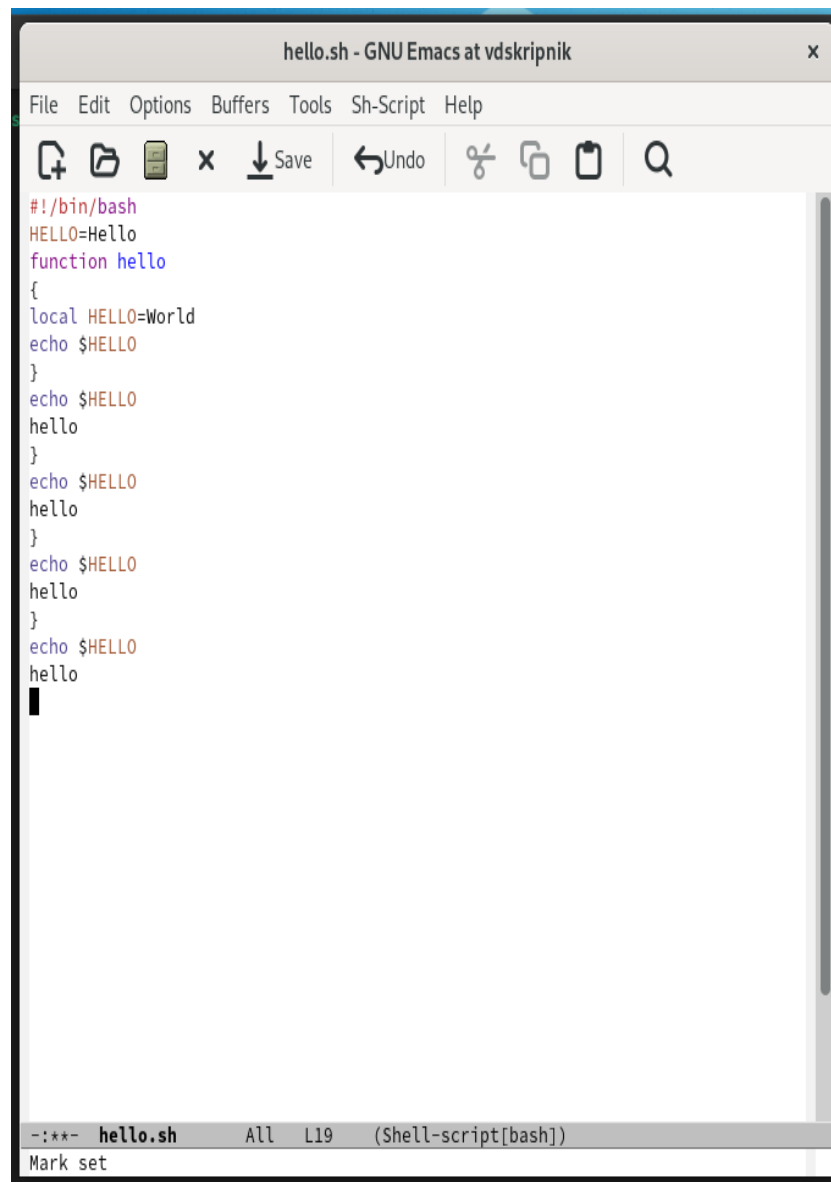 hello.sh - GNU Emacs at vdskripnik x
File Edit Options Buffers Tools Sh-Script Help
Save Undo
#!/bin/bash
HELLO=Hello
function hello
{
local HELLO=World
echo $HELLO
}
echo $HELLO
hello
}
echo $HELLO
hello
}
echo $HELLO
hello
}
echo $HELLO
hello
-:**- hello.sh All L19 (Shell-script[bash])
Mark set